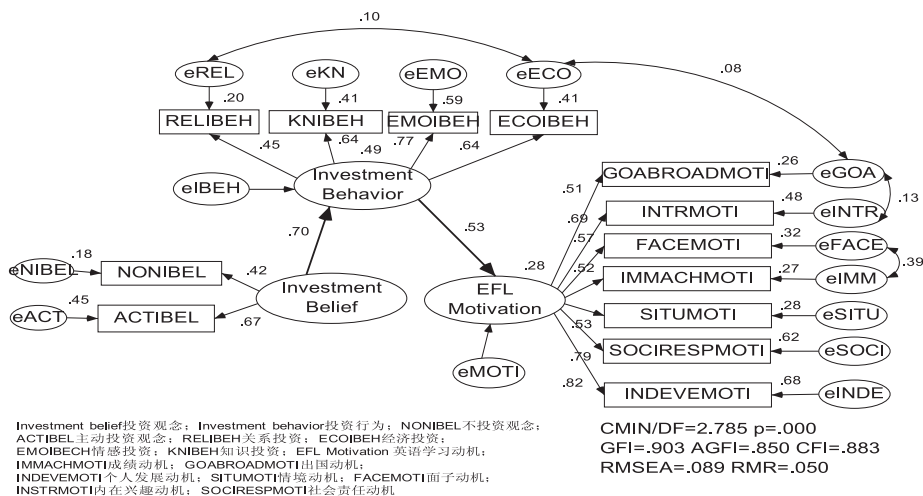 .10
eREL
eKN
eEMO
eECO
.08
.20
.41
.59
.41
RELIBEH
KNIBEH
EMOIBEH
ECOIBEH
.45
.64
.49
.77
.64
eIBEH
Investment
Behavior
GOABROADMOTI
.26
eGOA
.51
.13
INTRMOTI
.48
eINTR
.69
.70
.53
FACEMOTI
.32
eFACE
.57
.39
eNIBEL
.18
NONIBEL
.42
.28
.52
IMMACHMOTI
.27
eIMM
Investment
Belief
EFL
Motivation
eACT
.45
ACTIBEL
.67
SITUMOTI
.28
eSITU
.53
SOCIRESPMOTI
.62
eSOCI
.79
eMOTI
.82
INDEVEMOTI
.68
eINDE
Investment belief投资观念；Investment behavior投资行为；NONIBEL不投资观念；
ACTIBEL主动投资观念；RELIBEH关系投资；ECOIBEH经济投资；
EMOIBECH情感投资；KNIBEH知识投资；EFL Motivation 英语学习动机；
IMMACHMOTI成绩动机；GOABROADMOTI出国动机；
INDEVEMOTI个人发展动机；SITUMOTI情境动机；FACEMOTI面子动机；
INSTRMOTI内在兴趣动机；SOCIRESPMOTI社会责任动机
CMIN/DF=2.785 p=.000
GFI=.903 AGFI=.850 CFI=.883
RMSEA=.089 RMR=.050